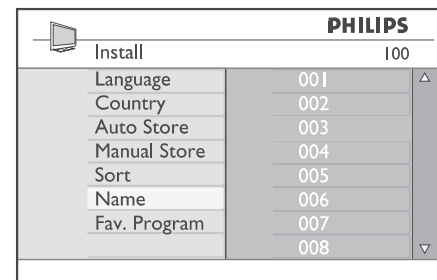 PHILIPS
Install 100
Language 001
Country 002
Auto Store 003
Manual Store 004
Sort 005
Name 006
Fav. Program 007
008